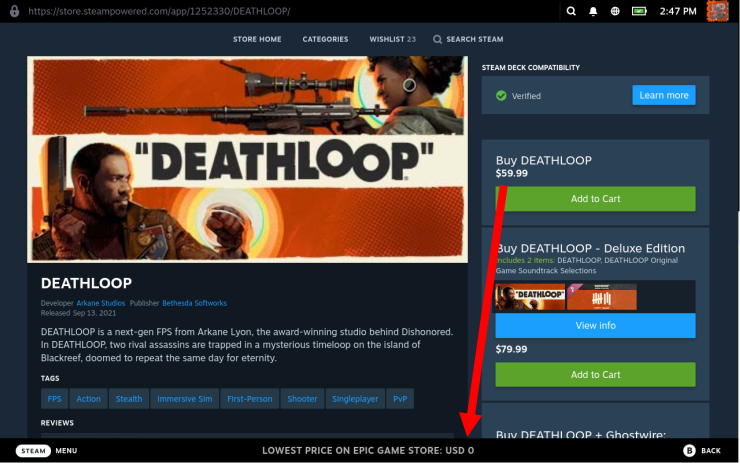 https://store.steampowered.com/app/1252330/DEATHLOOP/
2:47 PM
STORE HOME CATEGORIES WISHLIST 23 SEARCH STEAM
"DEATHLOOP"
DEATHLOOP
Developer Arkane Studios Publisher Bethesda Softworks
Released Sep 13, 2021
DEATHLOOP is a next-gen FPS from Arkane Lyon, the award-winning studio behind Dishonored.
In DEATHLOOP, two rival assassins are trapped in a mysterious timeloop on the island of
Blackreef, doomed to repeat the same day for eternity.
TAGS
FPS Action Stealth Immersive Sim First-Person Shooter Singleplayer PvP
REVIEWS
STEAM DECK COMPATIBILITY
Verified Learn more
Buy DEATHLOOP
$59.99
Add to Cart
Buy DEATHLOOP - Deluxe Edition
Includes 2 items: DEATHLOOP, DEATHLOOP Original
Game Soundtrack Selections
"DEATHLOOP"
View info
$79.99
Add to Cart
Buy DEATHLOOP + Ghostwire:
STEAM MENU LOWEST PRICE ON EPIC GAME STORE: USD 0 B BACK